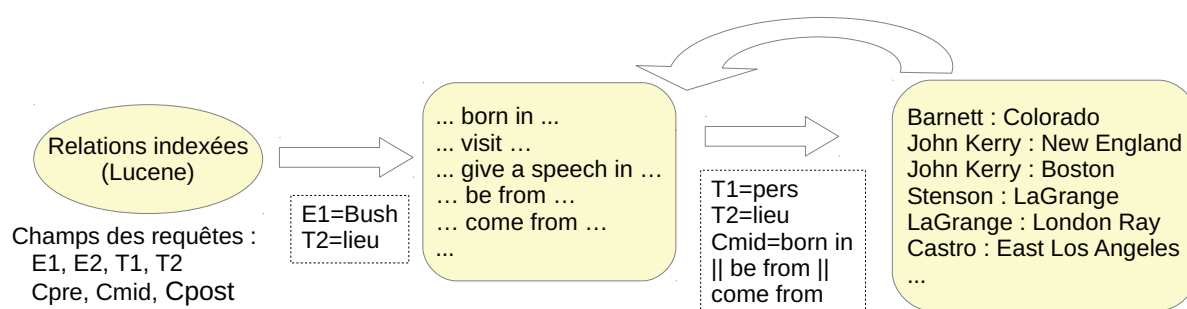 Relations indexées
(Lucene)
Champs des requêtes :
E1, E2, T1, T2
Cpre, Cmid, Cpost
E1=Bush
T2=lieu
... born in ...
... visit …
... give a speech in …
… be from …
… come from …
...
T1=pers
T2=lieu
Cmid=born in
|| be from ||
come from
Barnett : Colorado
John Kerry : New England
John Kerry : Boston
Stenson : LaGrange
LaGrange : London Ray
Castro : East Los Angeles
...